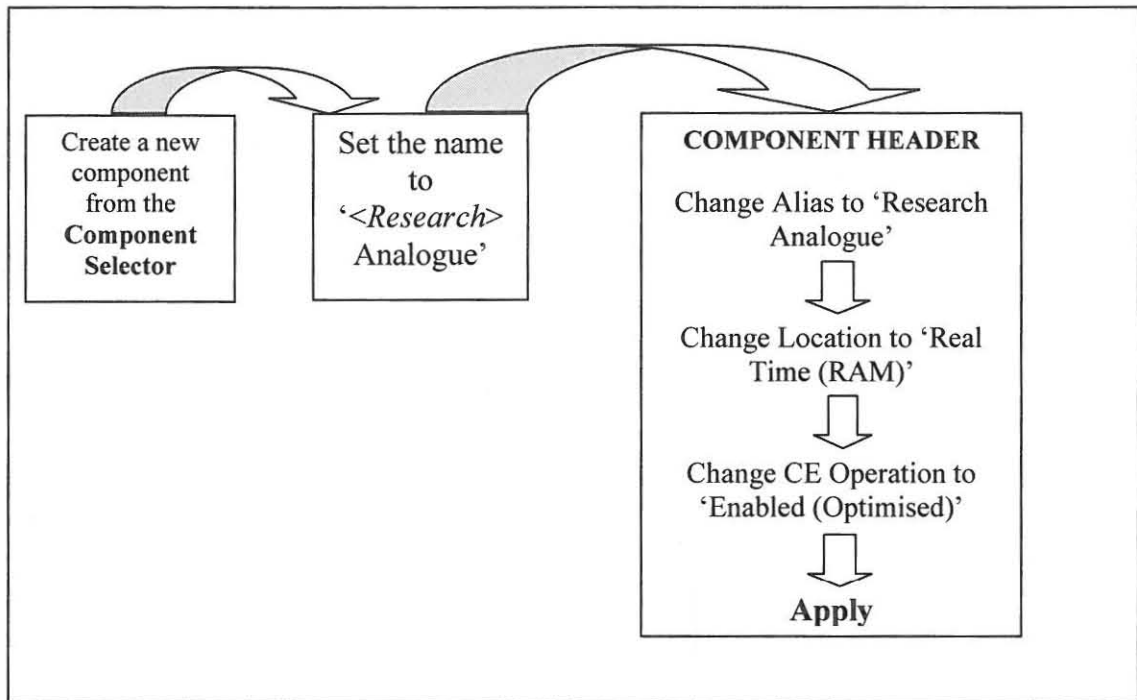 Create a new
component
from the
Component
Selector
Set the name
to
‘<Research>
Analogue’
COMPONENT HEADER
Change Alias to ‘Research
Analogue’
Change Location to ‘Real
Time (RAM)’
Change CE Operation to
‘Enabled (Optimised)’
Apply